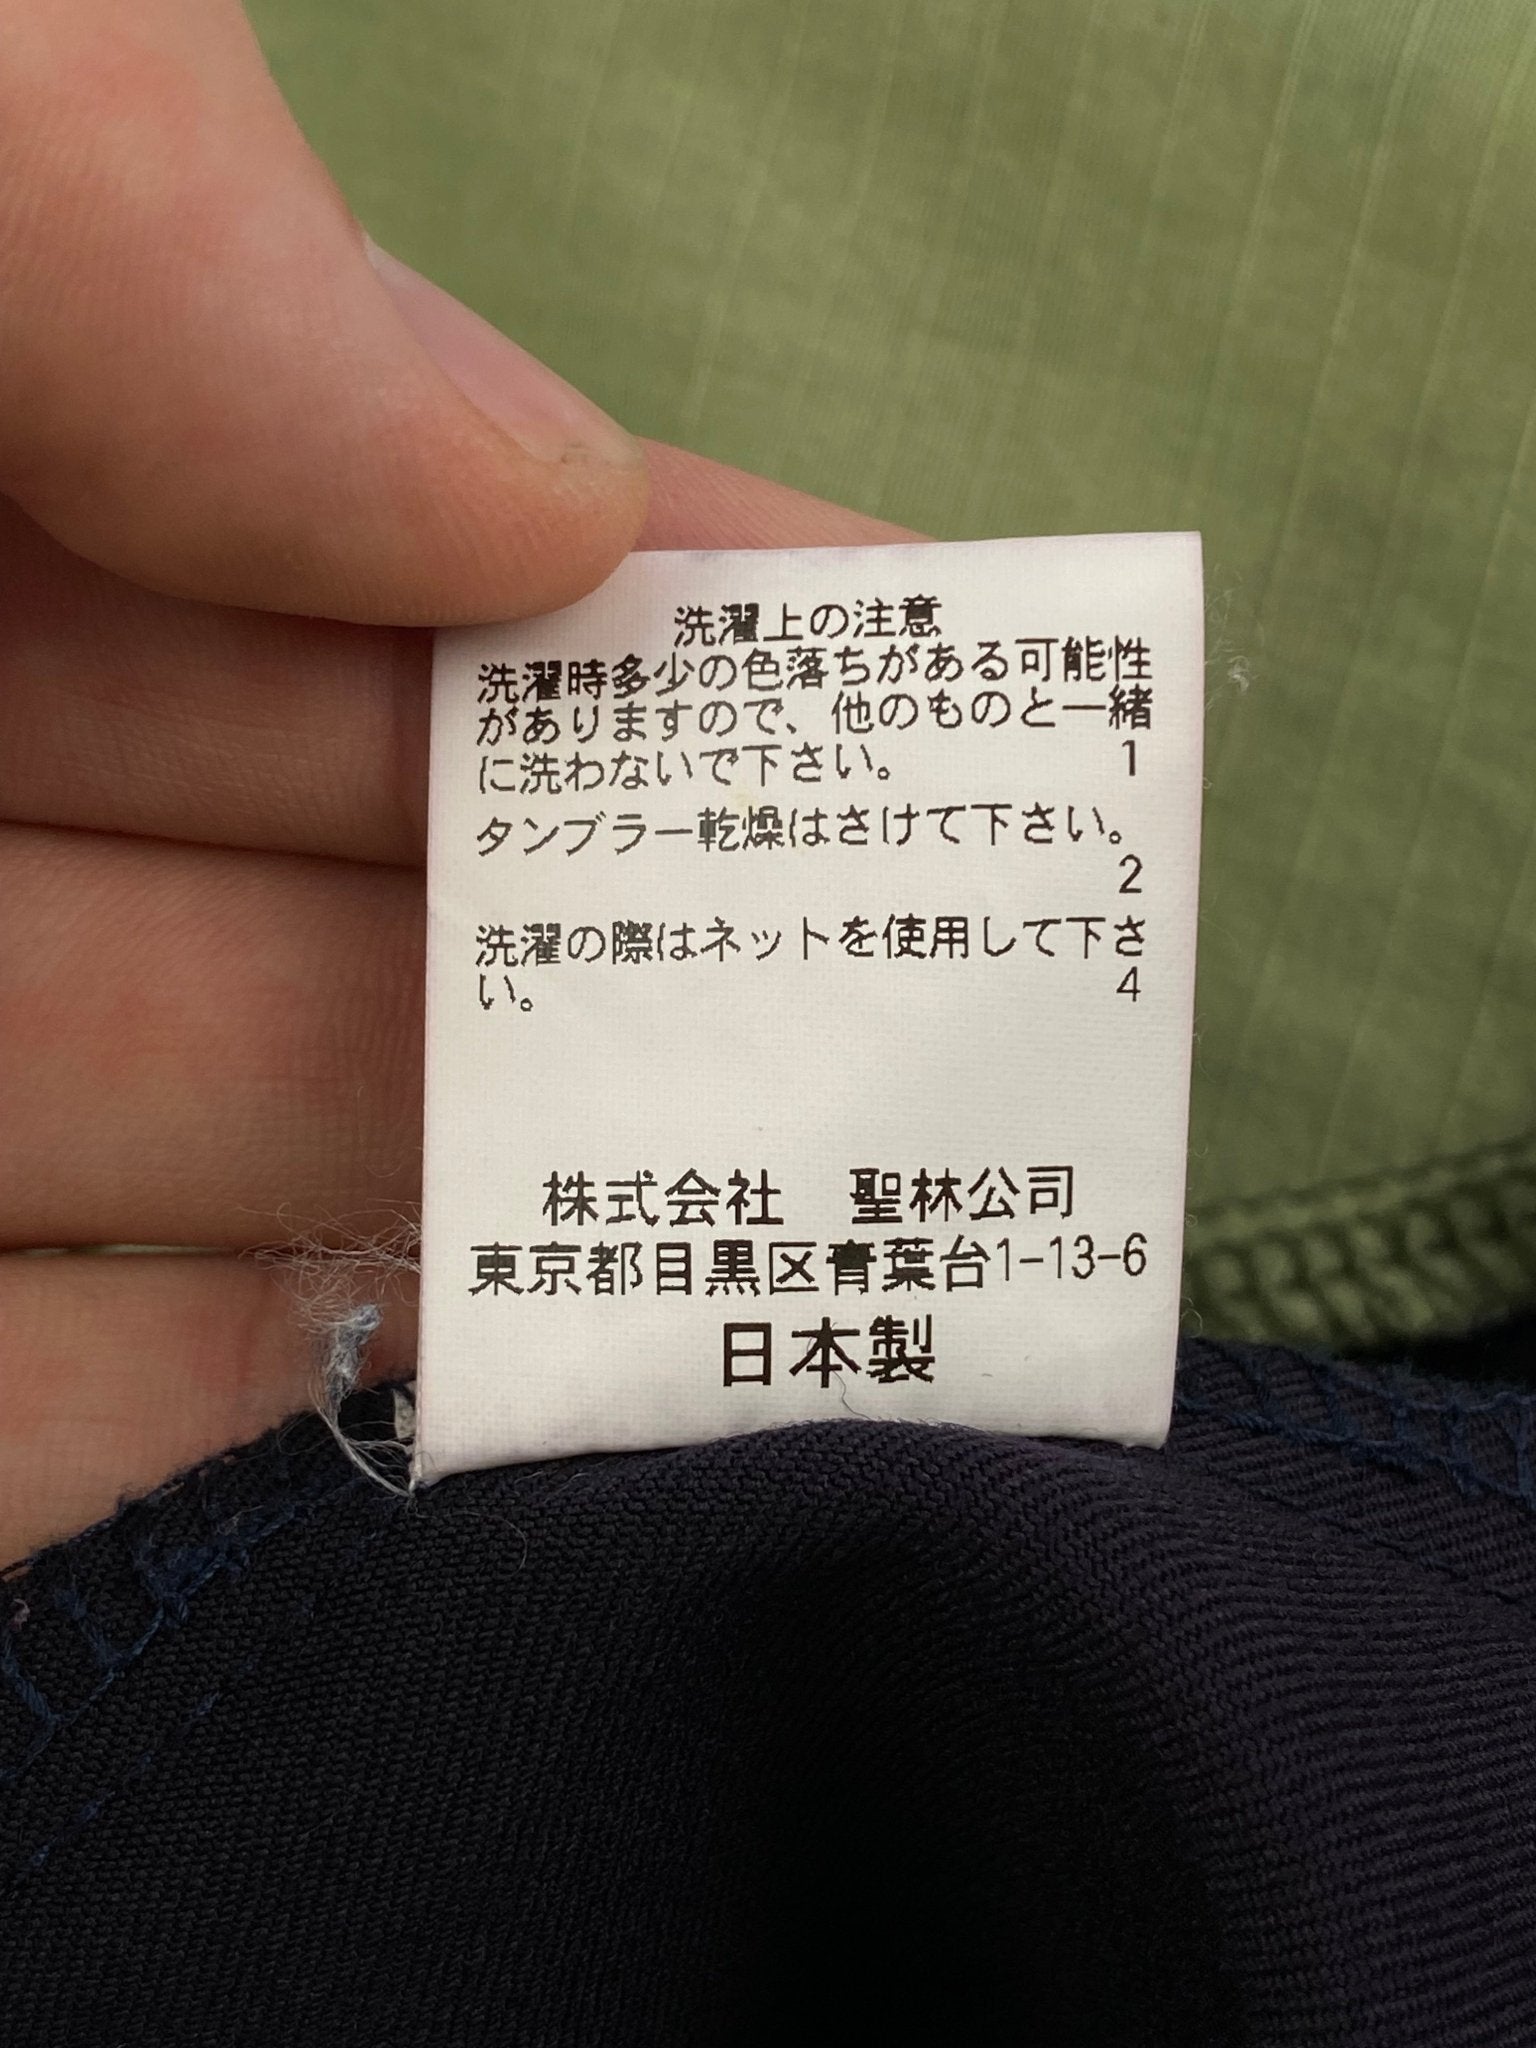 洗濯上の注意
洗濯時多少の色落ちがある可能性
がありますので、他のものと一緒
に洗わないで下さい。 1
タンブラー乾燥はさけて下さい。
2
洗濯の際はネットを使用して下さ
い。 4
株式会社 聖林公司
東京都目黒区青葉台1-13-6
日本製